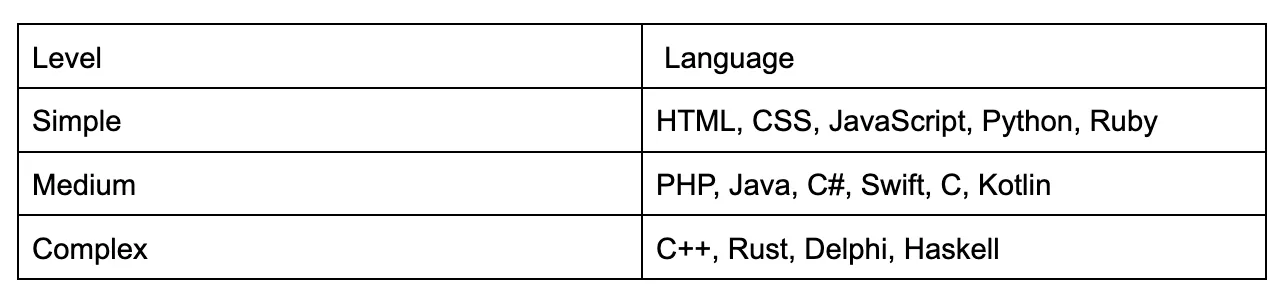 Level Language
Simple HTML, CSS, JavaScript, Python, Ruby
Medium PHP, Java, C#, Swift, C, Kotlin
Complex C++, Rust, Delphi, Haskell